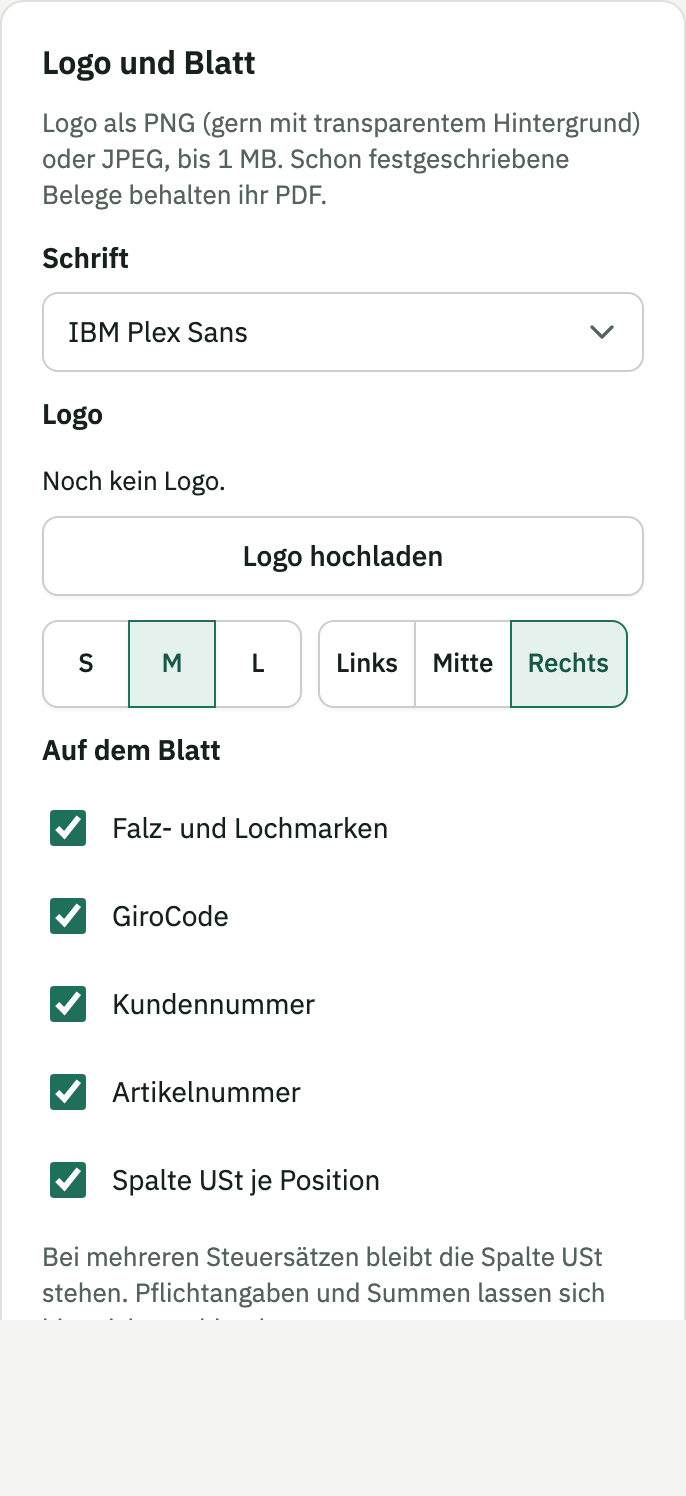 Logo und Blatt
Logo als PNG (gern mit transparentem Hintergrund)
oder JPEG, bis 1 MB. Schon festgeschriebene
Belege behalten ihr PDF.
Schrift
IBM Plex Sans
Logo
Noch kein Logo.
Logo hochladen
S M L Links Mitte Rechts
Auf dem Blatt
Falz- und Lochmarken
GiroCode
Kundennummer
Artikelnummer
Spalte USt je Position
Bei mehreren Steuersätzen bleibt die Spalte USt
stehen. Pflichtangaben und Summen lassen sich